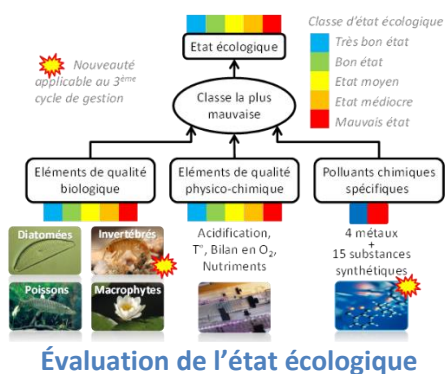 Classe d'état écologique
Etat écologique
Très bon état
Bon état
Etat moyen
Etat médiocre
Mauvais état
Nouveauté
applicable au 3ème
cycle de gestion
Classe la plus
mauvaise
Eléments de qualité
biologique
Eléments de qualité
physico-chimique
Polluants chimiques
spécifiques
Diatomées
Invertébrés
Poissons
Macrophytes
Acidification,
T°, Bilan en O₂,
Nutriments
4 métaux
+
15 substances
synthétiques
Évaluation de l'état écologique